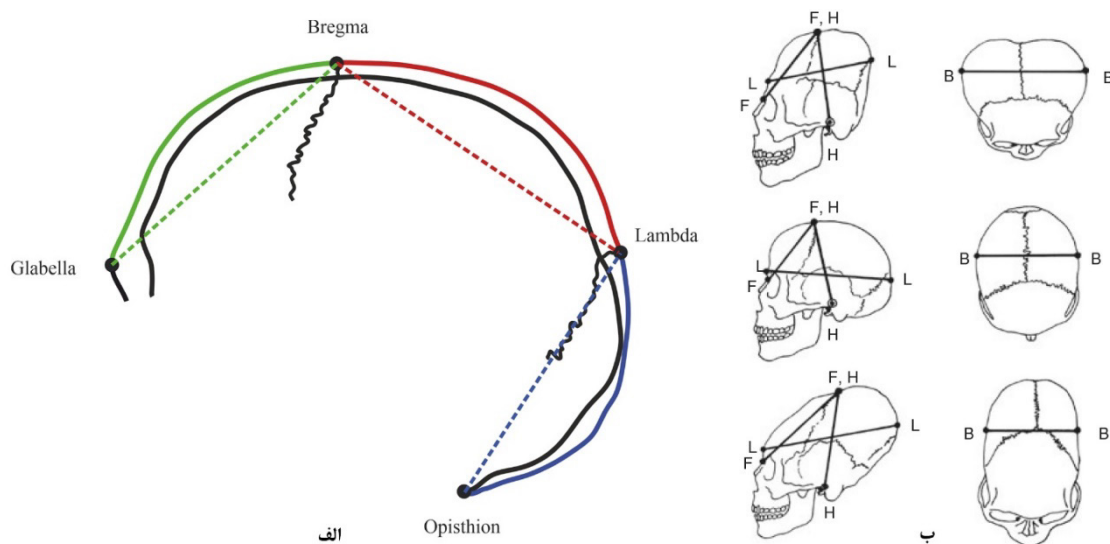 Bregma
Glabella
Lambda
Opisthion
الف
F, H
L
L
F
H
B
B
F, H
L
L
F
H
B
B
F, H
L
L
F
H
B
B
ب